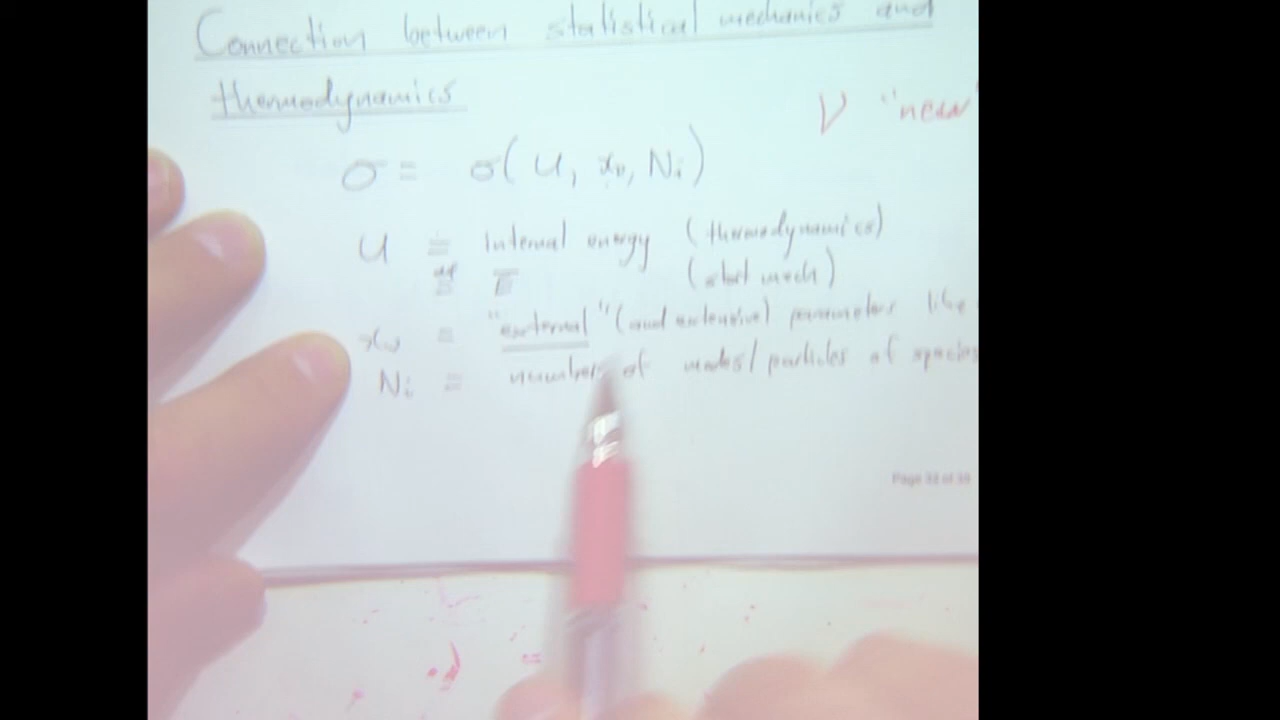 Connection between statistical mechanics and
thermodynamics
ν "new"
σ = σ( U, xν, Ni )
U ≡ internal energy (thermodynamics)
≡ E̅ (stat mech)
xν ≡ "external" (and extensive) parameters like
Ni ≡ number of moles/particles of species